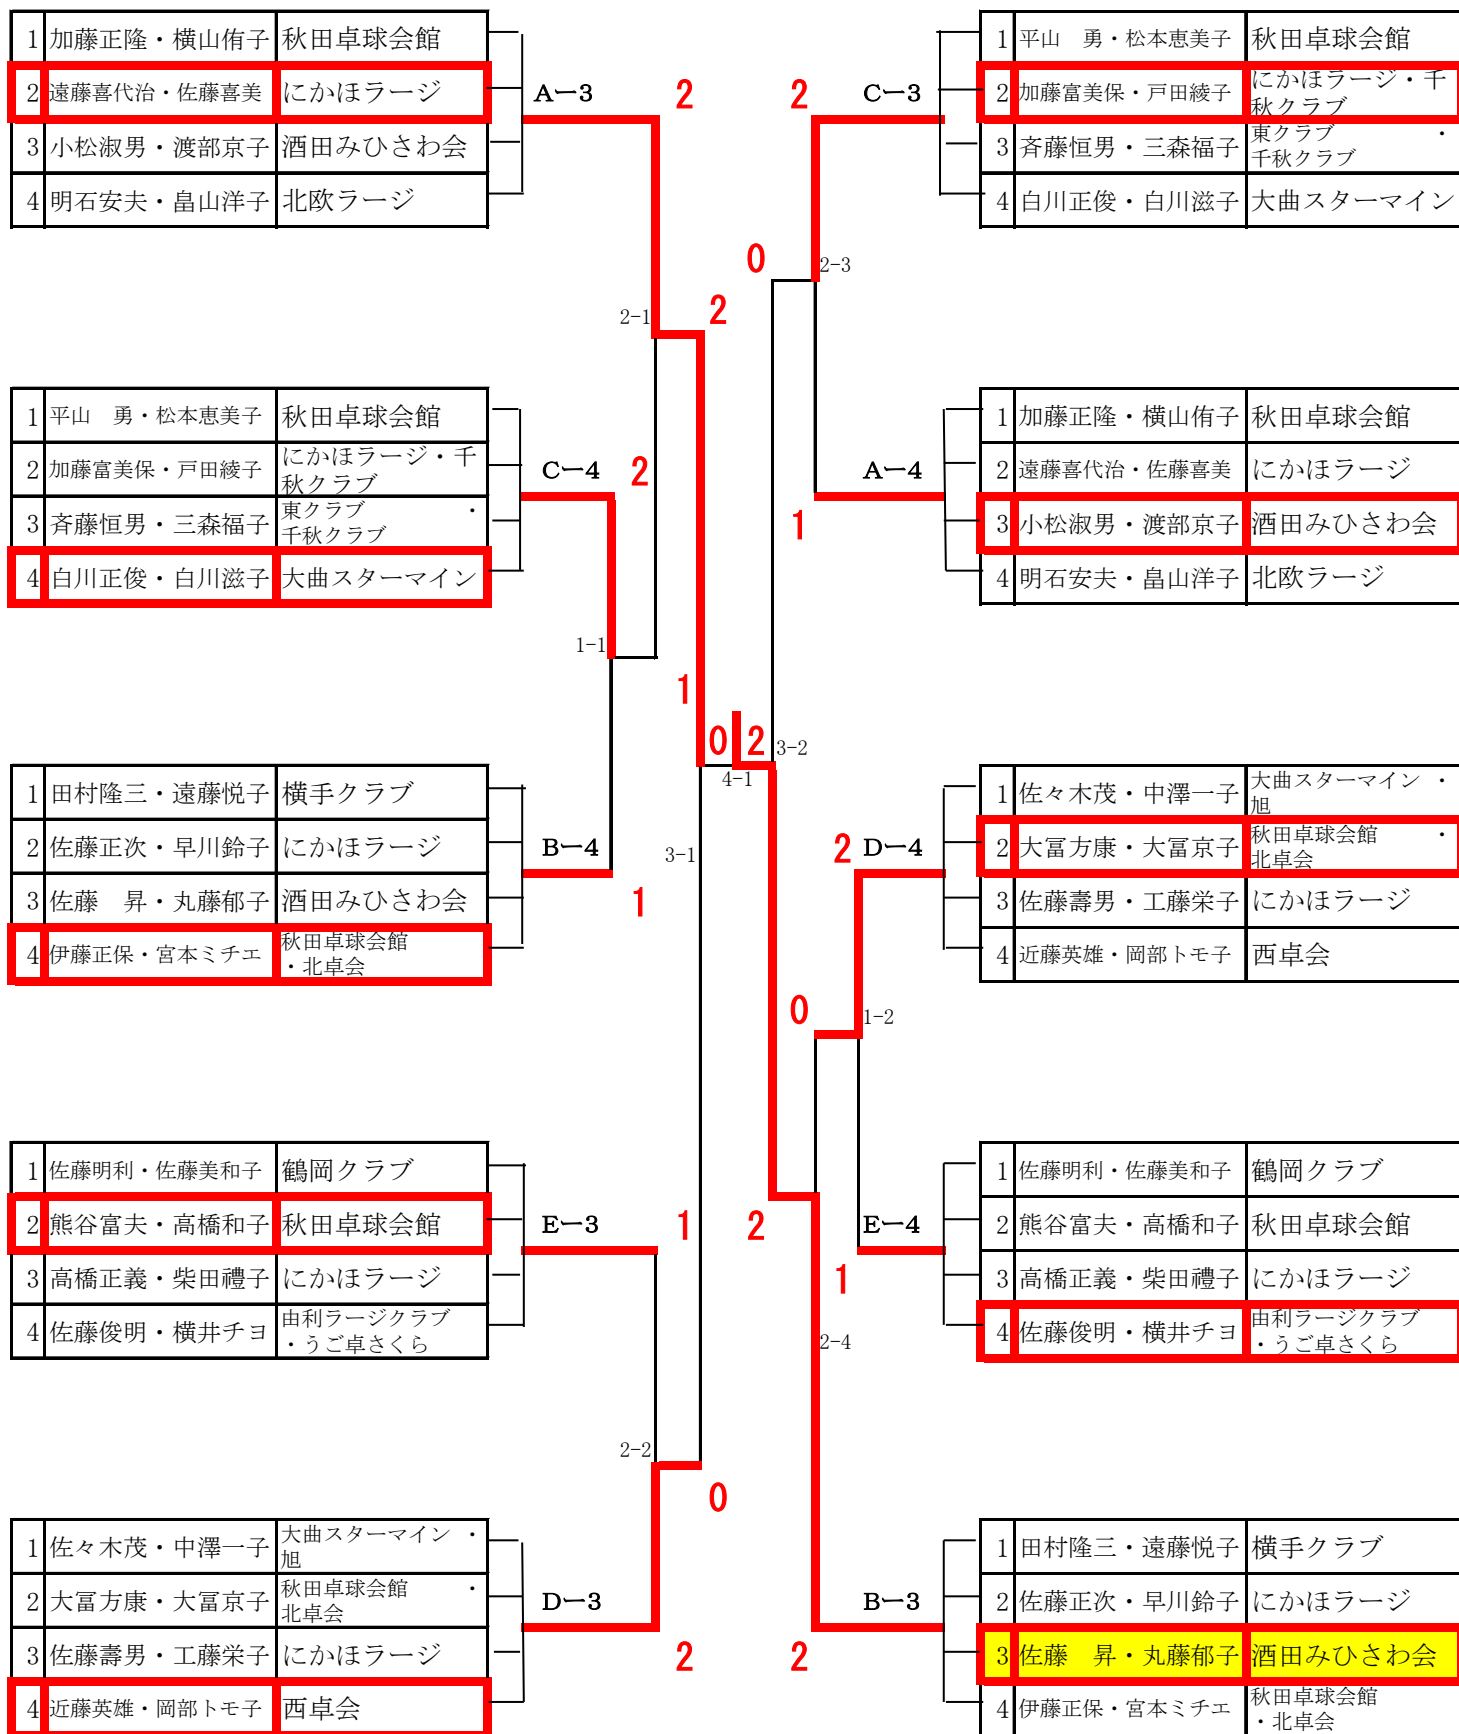 1 加藤正隆・横山侑子 秋田卓球会館
2 遠藤喜代治・佐藤喜美 にかほラージ
3 小松淑男・渡部京子 酒田みひさわ会
4 明石安夫・畠山洋子 北欧ラージ
A－3
2
2-1
2
1 平山　勇・松本恵美子 秋田卓球会館
2 加藤富美保・戸田綾子 にかほラージ・千
秋クラブ
3 斉藤恒男・三森福子 東クラブ　・
千秋クラブ
4 白川正俊・白川滋子 大曲スターマイン
C－4
2
1-1
1
1 田村隆三・遠藤悦子 横手クラブ
2 佐藤正次・早川鈴子 にかほラージ
3 佐藤　昇・丸藤郁子 酒田みひさわ会
4 伊藤正保・宮本ミチエ 秋田卓球会館
・北卓会
B－4
1
3-1
0
2
4-1
1 佐藤明利・佐藤美和子 鶴岡クラブ
2 熊谷富夫・高橋和子 秋田卓球会館
3 高橋正義・柴田禮子 にかほラージ
4 佐藤俊明・横井チヨ 由利ラージクラブ
・うご卓さくら
E－3
1
2-2
0
1 佐々木茂・中澤一子 大曲スターマイン ・
旭
2 大冨方康・大冨京子 秋田卓球会館　・
北卓会
3 佐藤壽男・工藤栄子 にかほラージ
4 近藤英雄・岡部トモ子 西卓会
D－3
2
1 平山　勇・松本恵美子 秋田卓球会館
2 加藤富美保・戸田綾子 にかほラージ・千
秋クラブ
3 斉藤恒男・三森福子 東クラブ　・
千秋クラブ
4 白川正俊・白川滋子 大曲スターマイン
C－3
2
0
2-3
1 加藤正隆・横山侑子 秋田卓球会館
2 遠藤喜代治・佐藤喜美 にかほラージ
3 小松淑男・渡部京子 酒田みひさわ会
4 明石安夫・畠山洋子 北欧ラージ
A－4
1
3-2
1 佐々木茂・中澤一子 大曲スターマイン ・
旭
2 大冨方康・大冨京子 秋田卓球会館　・
北卓会
3 佐藤壽男・工藤栄子 にかほラージ
4 近藤英雄・岡部トモ子 西卓会
2
D－4
0
1-2
1 佐藤明利・佐藤美和子 鶴岡クラブ
2 熊谷富夫・高橋和子 秋田卓球会館
3 高橋正義・柴田禮子 にかほラージ
4 佐藤俊明・横井チヨ 由利ラージクラブ
・うご卓さくら
2
E－4
1
2-4
1 田村隆三・遠藤悦子 横手クラブ
2 佐藤正次・早川鈴子 にかほラージ
3 佐藤　昇・丸藤郁子 酒田みひさわ会
4 伊藤正保・宮本ミチエ 秋田卓球会館
・北卓会
B－3
2